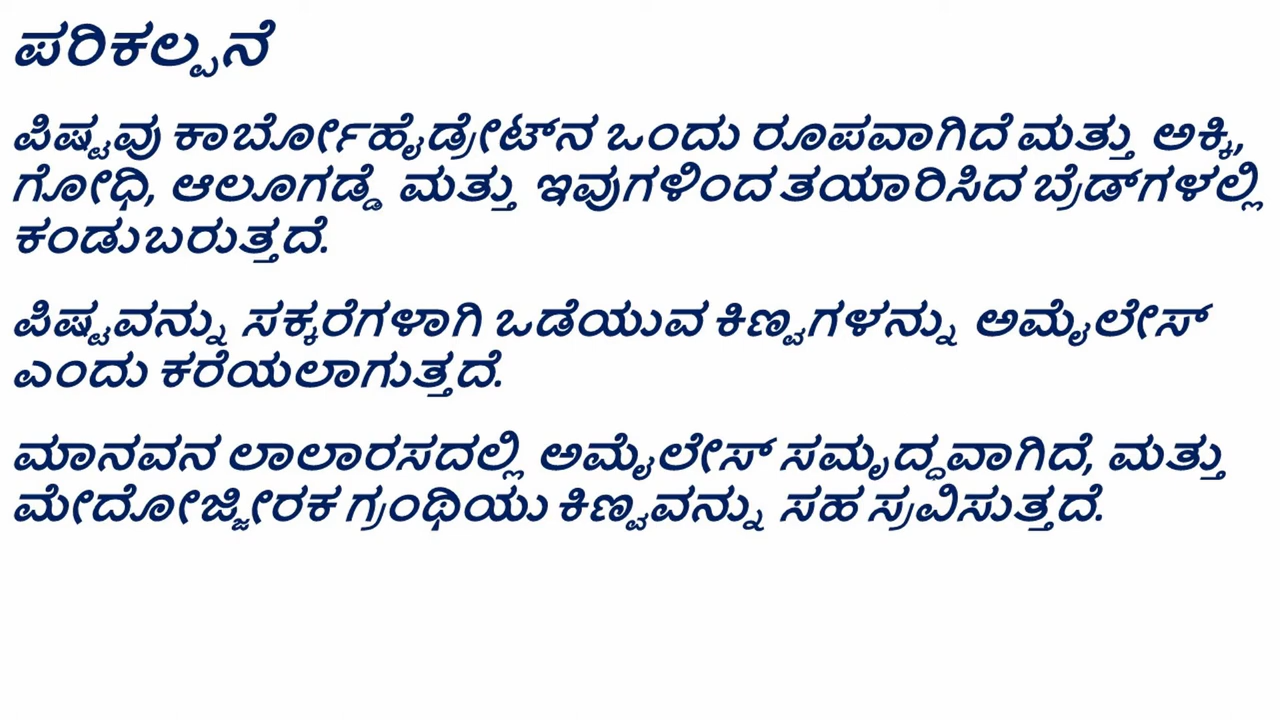 ಪರಿಕಲ್ಪನೆ
ಪಿಷ್ಟವು ಕಾರ್ಬೋಹೈಡ್ರೇಟ್‌ನ ಒಂದು ರೂಪವಾಗಿದೆ ಮತ್ತು ಅಕ್ಕಿ,
ಗೋಧಿ, ಆಲೂಗಡ್ಡೆ ಮತ್ತು ಇವುಗಳಿಂದ ತಯಾರಿಸಿದ ಬ್ರೆಡ್‌ಗಳಲ್ಲಿ
ಕಂಡುಬರುತ್ತದೆ.
ಪಿಷ್ಟವನ್ನು ಸಕ್ಕರೆಗಳಾಗಿ ಒಡೆಯುವ ಕಿಣ್ವಗಳನ್ನು ಅಮೈಲೇಸ್
ಎಂದು ಕರೆಯಲಾಗುತ್ತದೆ.
ಮಾನವನ ಲಾಲಾರಸದಲ್ಲಿ ಅಮೈಲೇಸ್ ಸಮೃದ್ಧವಾಗಿದೆ, ಮತ್ತು
ಮೇದೋಜ್ಜೀರಕ ಗ್ರಂಥಿಯು ಕಿಣ್ವವನ್ನು ಸಹ ಸ್ರವಿಸುತ್ತದೆ.